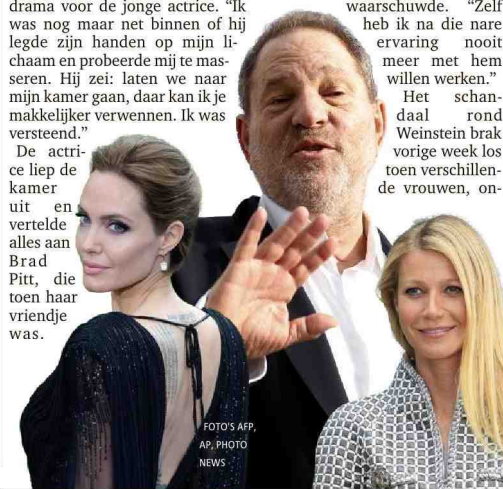 drama voor de jonge actrice. “Ik
was nog maar net binnen of hij
legde zijn handen op mijn li-
chaam en probeerde mij te mas-
seren. Hij zei: laten we naar
mijn kamer gaan, daar kan ik je
makkelijker verwennen. Ik was
versteend.”
De actri-
ce liep de
kamer
uit en
vertelde
alles aan
Brad
Pitt, die
toen haar
vriendje
was.
waarschuwde. “Zelf
heb ik na die nare
ervaring nooit
meer met hem
willen werken.”
Het schan-
daal rond
Weinstein brak
vorige week los
toen verschillen-
de vrouwen, on-
FOTO'S AFP,
AP, PHOTO
NEWS